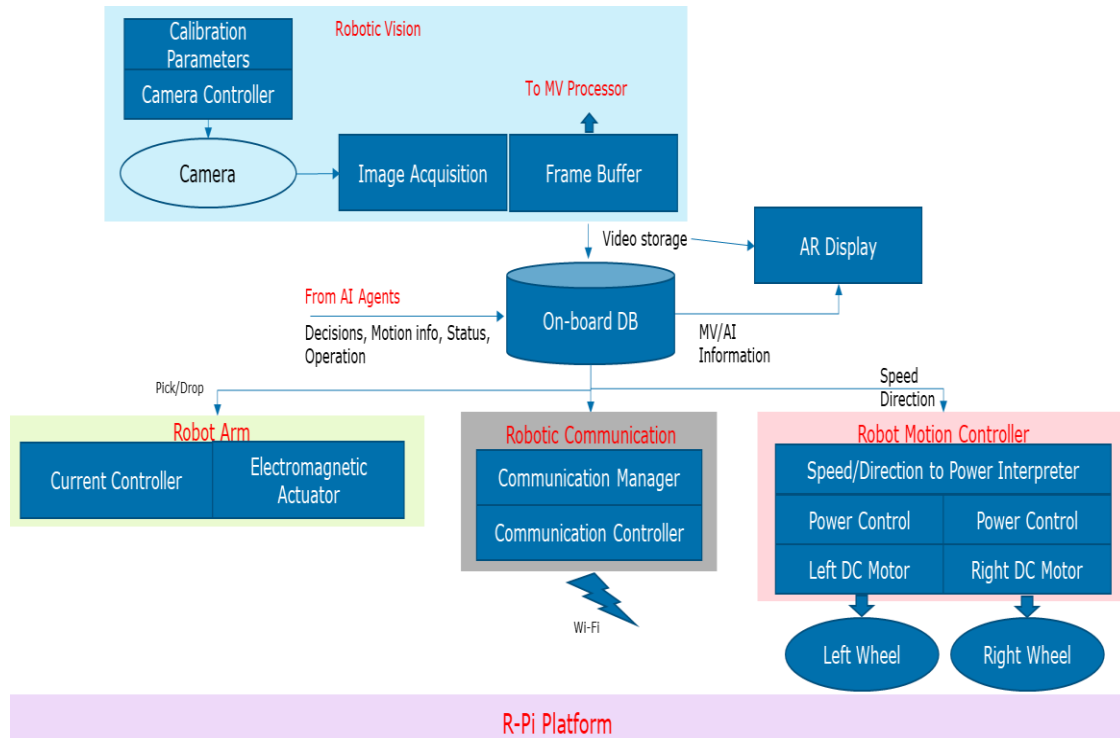 Calibration
Parameters
Camera Controller
Robotic Vision
To MV Processor
Camera
Image Acquisition
Frame Buffer
Video storage
AR Display
From AI Agents
Decisions, Motion info, Status,
Operation
On-board DB
MV/AI
Information
Pick/Drop
Speed
Direction
Robot Arm
Current Controller
Electromagnetic
Actuator
Robotic Communication
Communication Manager
Communication Controller
Wi-Fi
Robot Motion Controller
Speed/Direction to Power Interpreter
Power Control
Power Control
Left DC Motor
Right DC Motor
Left Wheel
Right Wheel
R-Pi Platform